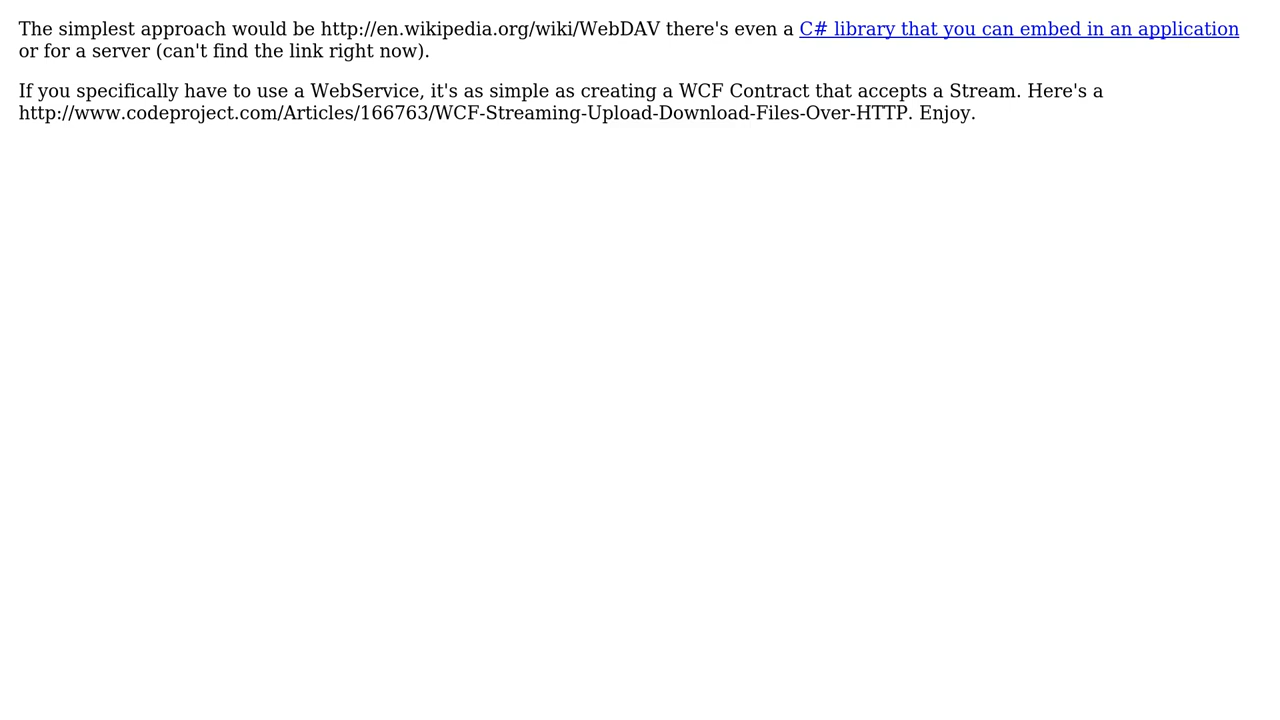 The simplest approach would be http://en.wikipedia.org/wiki/WebDAV there's even a C# library that you can embed in an application
or for a server (can't find the link right now).
If you specifically have to use a WebService, it's as simple as creating a WCF Contract that accepts a Stream. Here's a
http://www.codeproject.com/Articles/166763/WCF-Streaming-Upload-Download-Files-Over-HTTP. Enjoy.